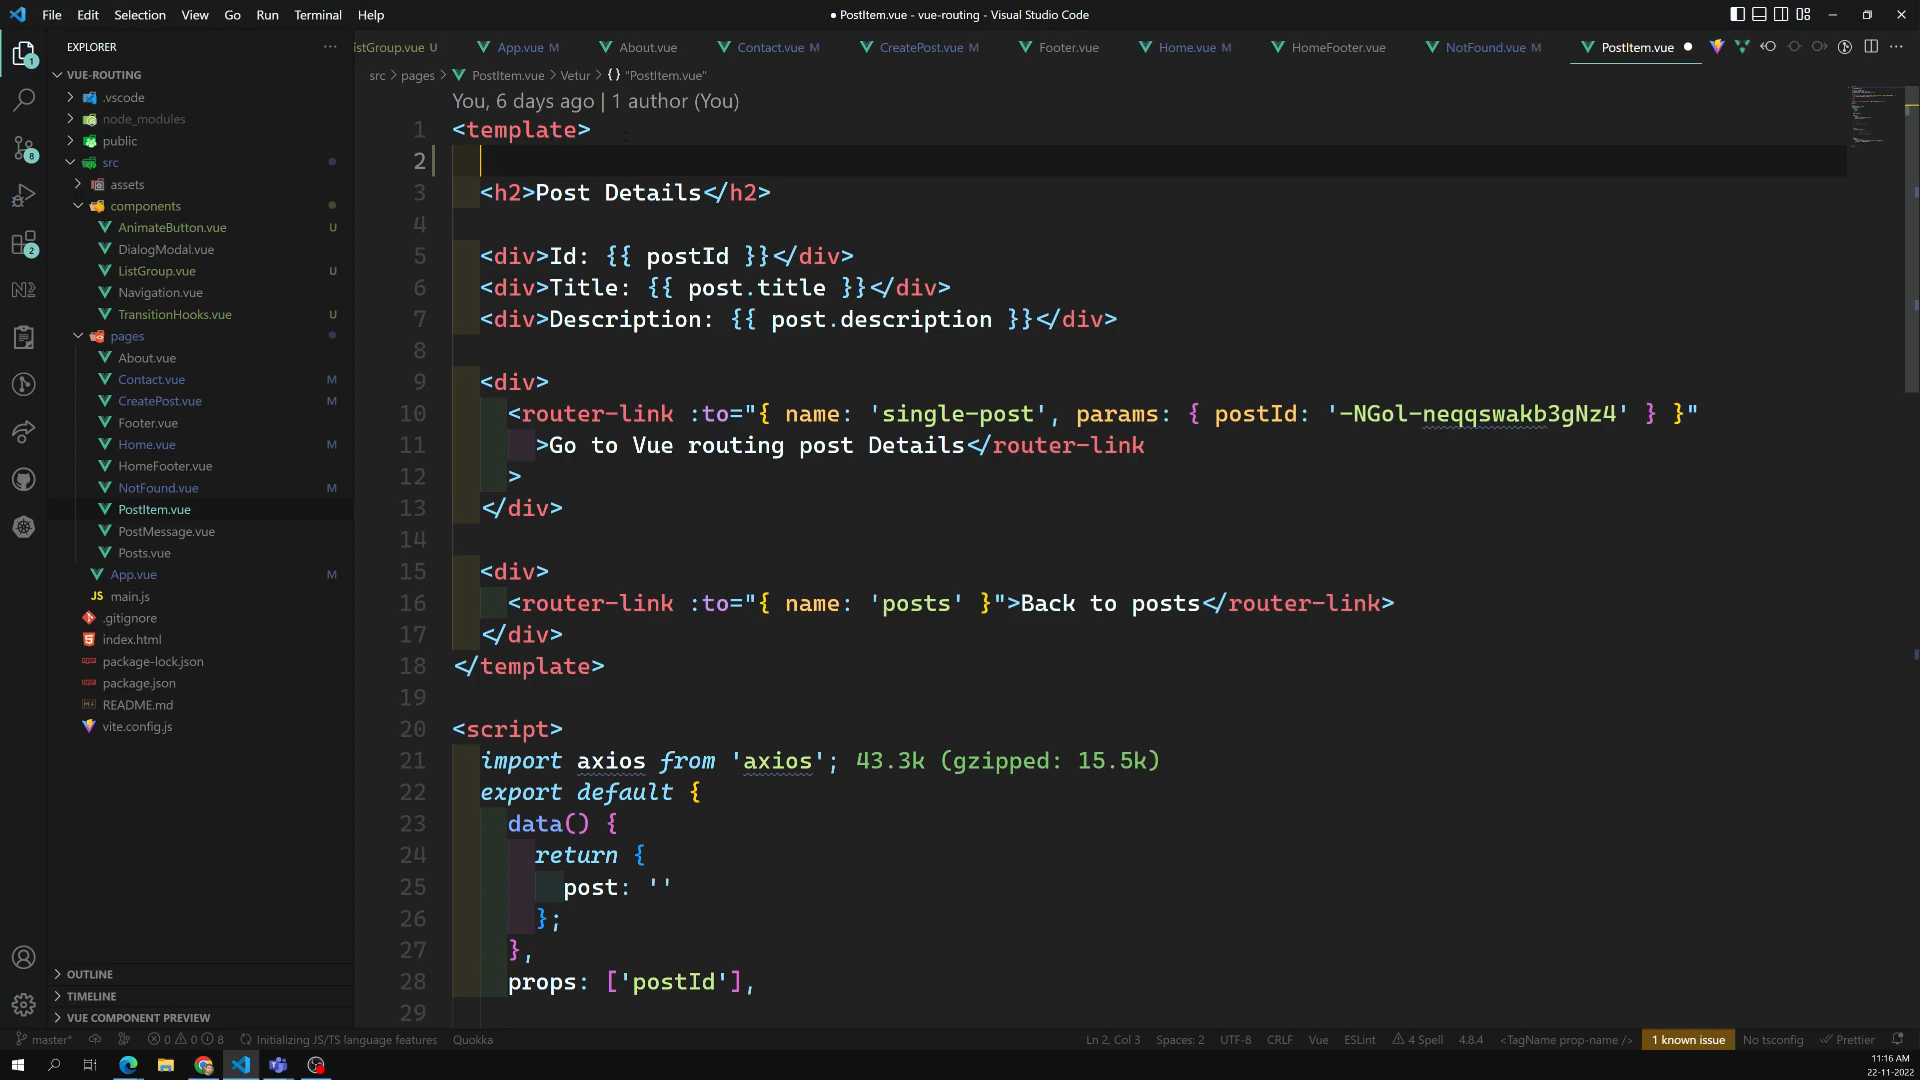 File Edit Selection View Go Run Terminal Help
● PostItem.vue - vue-routing - Visual Studio Code
EXPLORER
istGroup.vue U App.vue M About.vue Contact.vue M CreatePost.vue M Footer.vue Home.vue M HomeFooter.vue NotFound.vue M PostItem.vue
src > pages > PostItem.vue > Vetur > {} "PostItem.vue"
VUE-ROUTING
.vscode
node_modules
public
src
assets
components
AnimateButton.vue U
DialogModal.vue
ListGroup.vue U
Navigation.vue
TransitionHooks.vue U
pages
About.vue
Contact.vue M
CreatePost.vue M
Footer.vue
Home.vue M
HomeFooter.vue
NotFound.vue M
PostItem.vue
PostMessage.vue
Posts.vue
App.vue M
JS main.js
.gitignore
index.html
package-lock.json
package.json
README.md
vite.config.js
OUTLINE
TIMELINE
VUE COMPONENT PREVIEW
1
8
2
You, 6 days ago | 1 author (You)
1 <template>
2
3 <h2>Post Details</h2>
4
5 <div>Id: {{ postId }}</div>
6 <div>Title: {{ post.title }}</div>
7 <div>Description: {{ post.description }}</div>
8
9 <div>
10 <router-link :to="{ name: 'single-post', params: { postId: '-NGol-neqqswakb3gNz4' } }"
11 >Go to Vue routing post Details</router-link
12 >
13 </div>
14
15 <div>
16 <router-link :to="{ name: 'posts' }">Back to posts</router-link>
17 </div>
18 </template>
19
20 <script>
21 import axios from 'axios'; 43.3k (gzipped: 15.5k)
22 export default {
23 data() {
24 return {
25 post: ''
26 };
27 },
28 props: ['postId'],
29
master* 0 0 8 Initializing JS/TS language features Quokka Ln 2, Col 3 Spaces: 2 UTF-8 CRLF Vue ESLint 4 Spell 4.8.4 <TagName prop-name /> 1 known issue No tsconfig Prettier
11:16 AM
22-11-2022